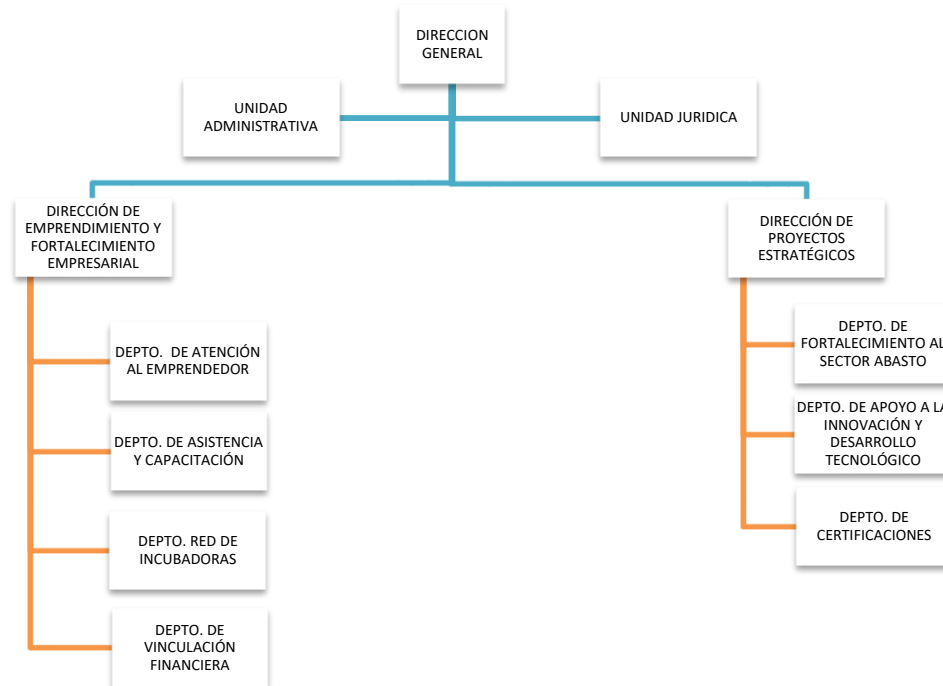 DIRECCION
GENERAL
UNIDAD
ADMINISTRATIVA
UNIDAD JURIDICA
DIRECCIÓN DE
EMPRENDIMIENTO Y
FORTALECIMIENTO
EMPRESARIAL
DEPTO. DE ATENCIÓN
AL EMPRENDEDOR
DEPTO. DE ASISTENCIA
Y CAPACITACIÓN
DEPTO. RED DE
INCUBADORAS
DEPTO. DE
VINCULACIÓN
FINANCIERA
DIRECCIÓN DE
PROYECTOS
ESTRATÉGICOS
DEPTO. DE
FORTALECIMIENTO AL
SECTOR ABASTO
DEPTO. DE APOYO A LA
INNOVACIÓN Y
DESARROLLO
TECNOLÓGICO
DEPTO. DE
CERTIFICACIONES